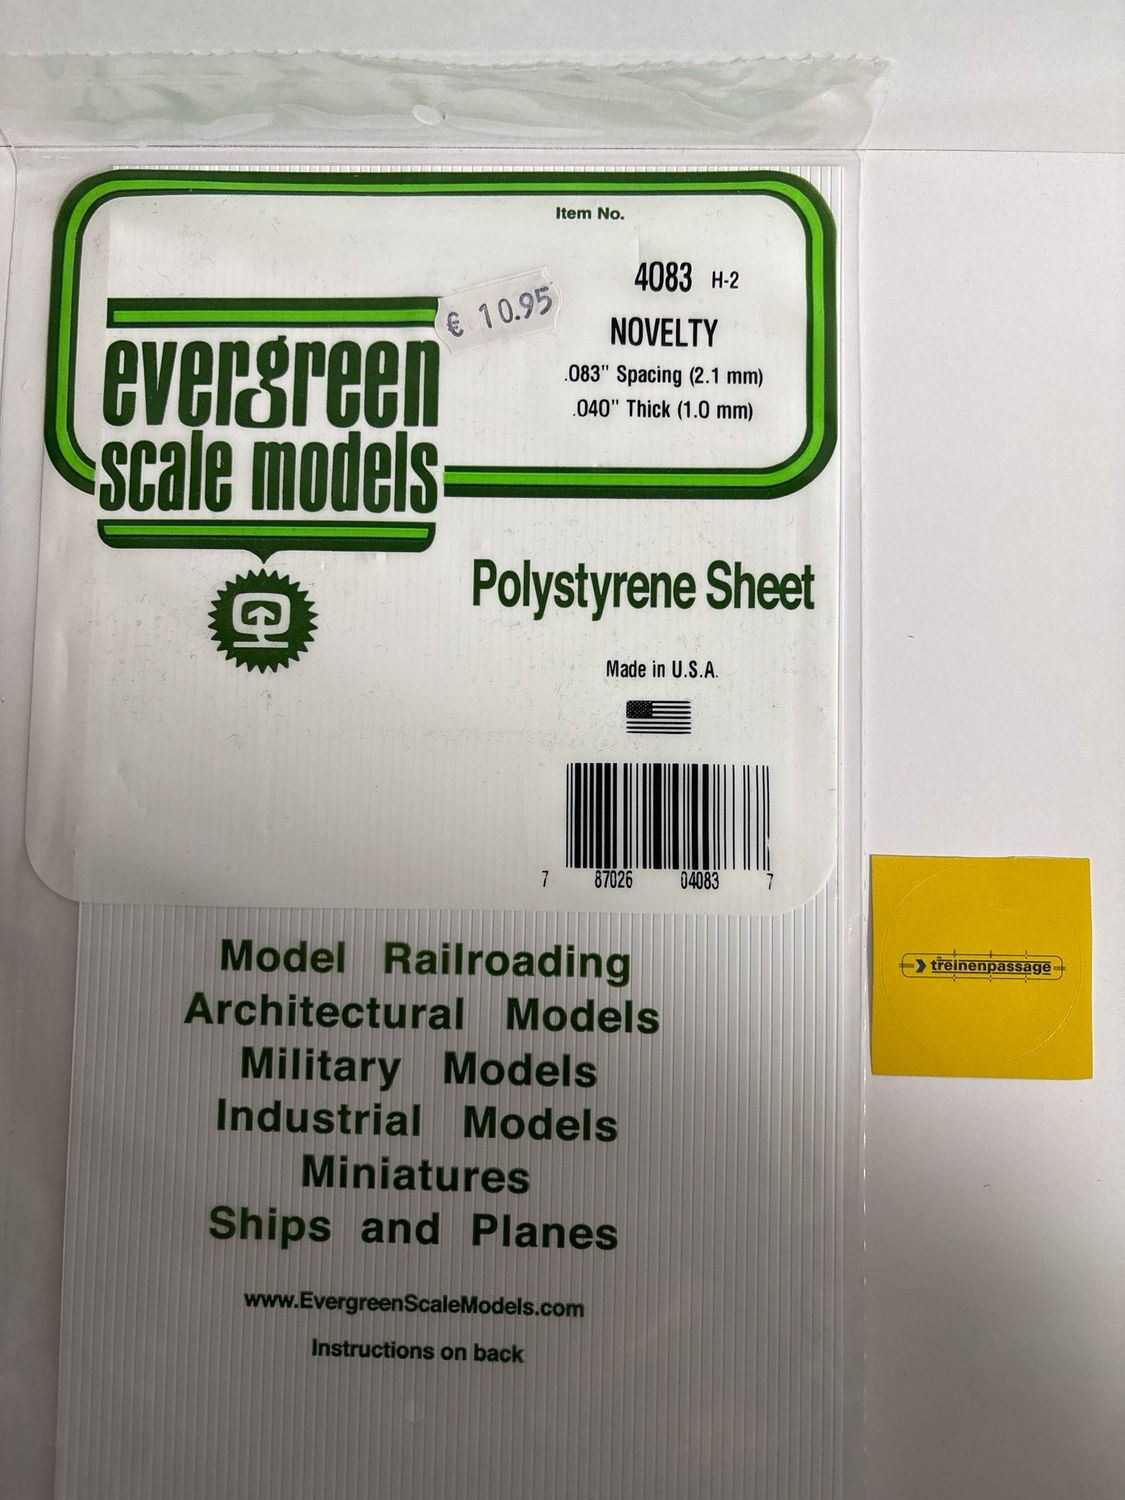 Item No.
4083 H-2
NOVELTY
.083" Spacing (2.1 mm)
.040" Thick (1.0 mm)
€ 10.95
evergreen
scale models
Polystyrene Sheet
Made in U.S.A.
7 87026 04083 7
Model Railroading
Architectural Models
Military Models
Industrial Models
Miniatures
Ships and Planes
www.EvergreenScaleModels.com
Instructions on back
de
treinenpassage